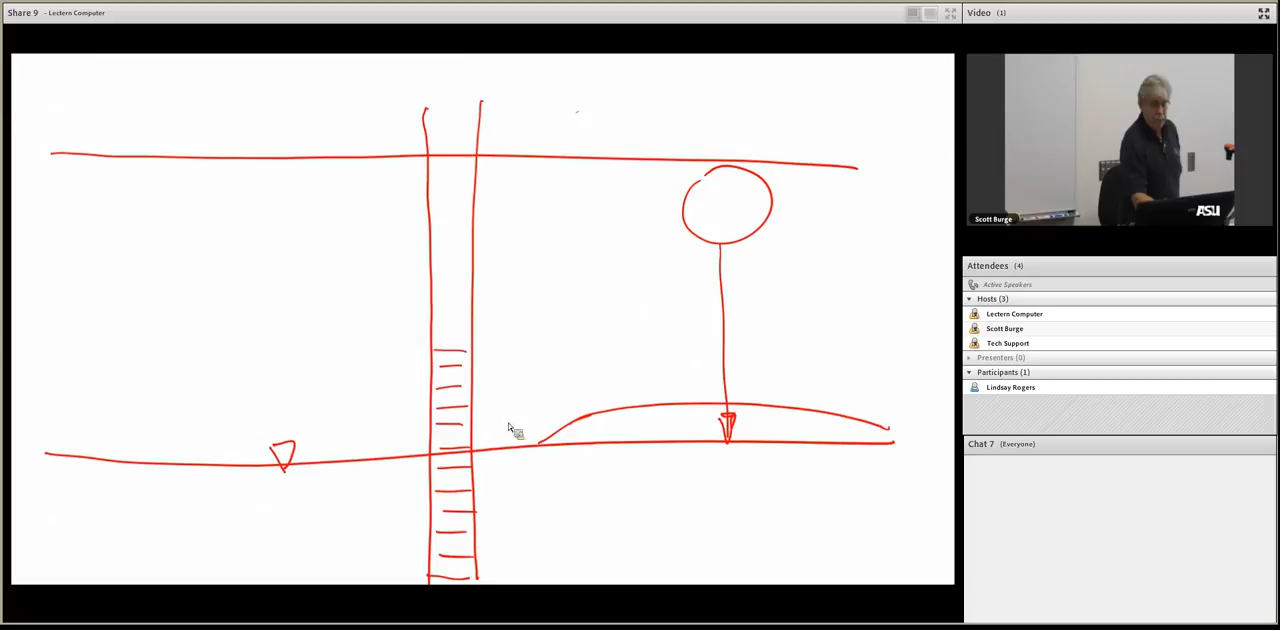 Share 9 - Lectern Computer
Video (1)
Scott Burge
ASU
Attendees (4)
Active Speakers
Hosts (3)
Lectern Computer
Scott Burge
Tech Support
Presenters (0)
Participants (1)
Lindsay Rogers
Chat 7 (Everyone)